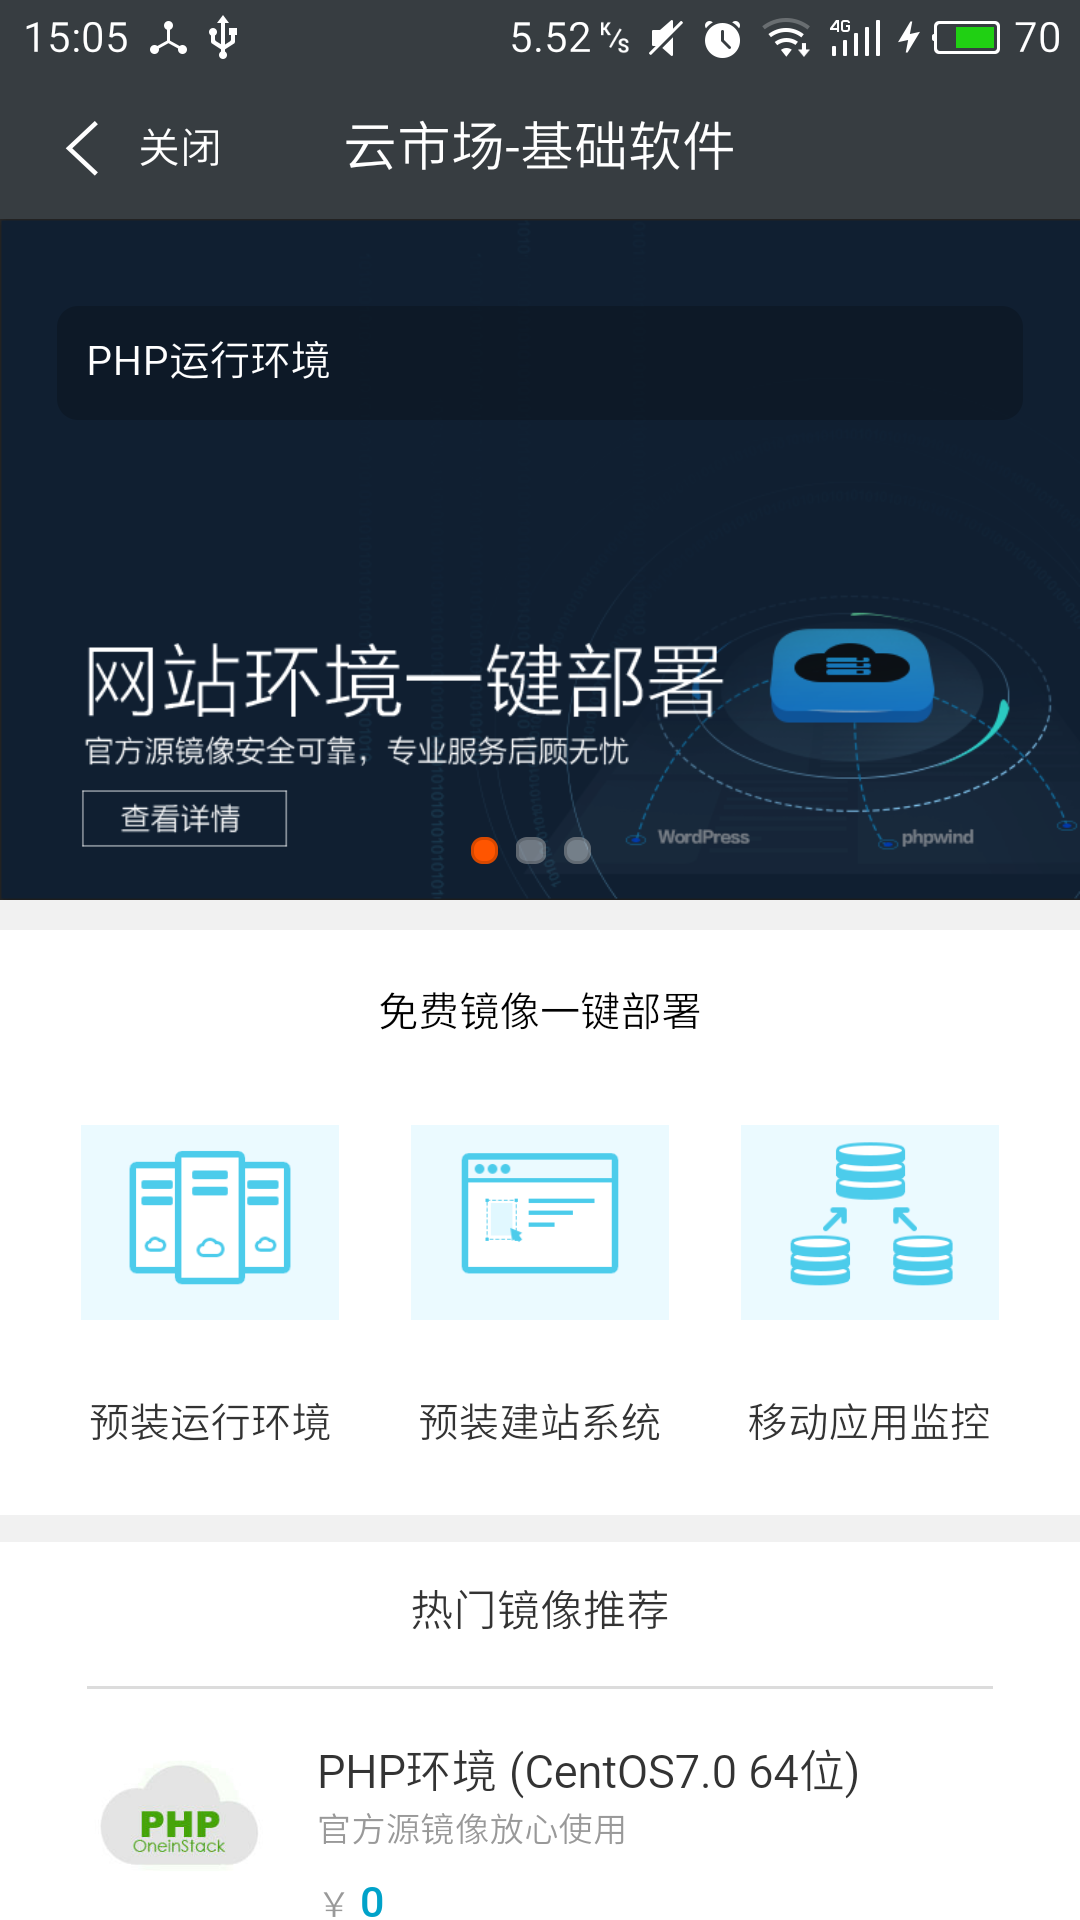 15:05 5.52 K/s 4G 70
关闭 云市场-基础软件
PHP运行环境
网站环境一键部署
官方源镜像安全可靠，专业服务后顾无忧
查看详情
WordPress phpwind
免费镜像一键部署
预装运行环境 预装建站系统 移动应用监控
热门镜像推荐
PHP
OneinStack
PHP环境 (CentOS7.0 64位)
官方源镜像放心使用
¥ 0